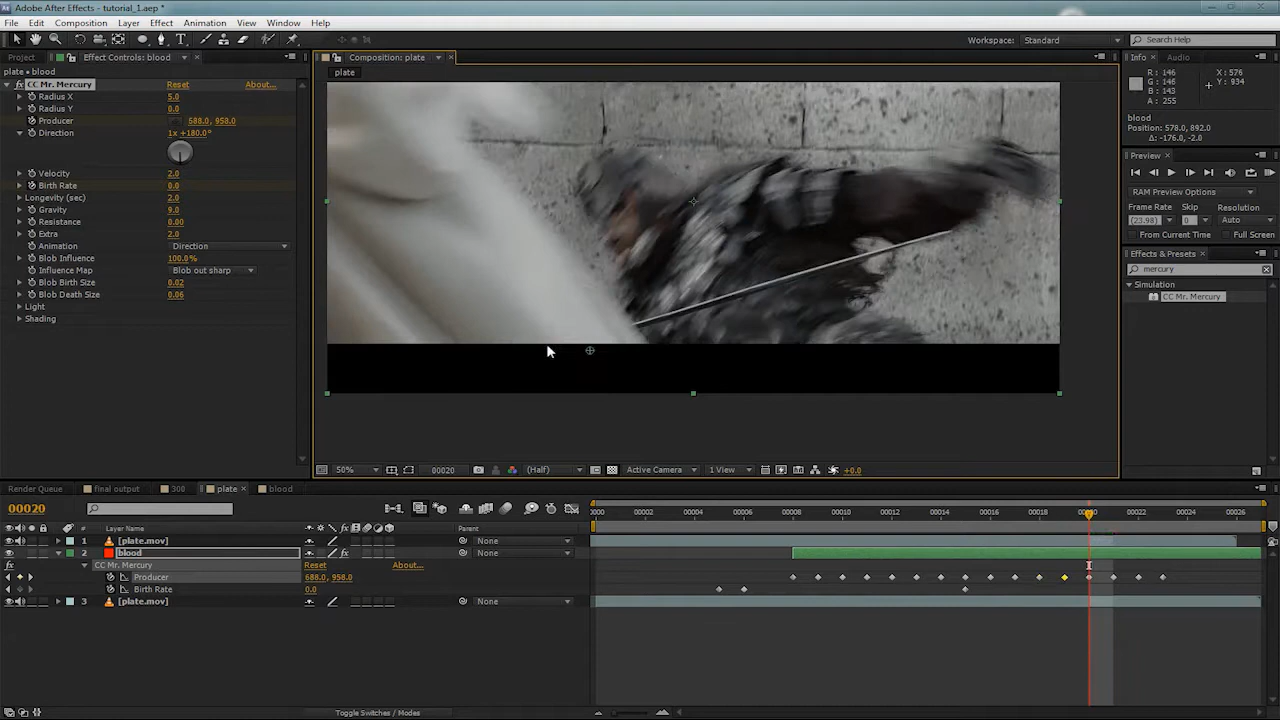 Adobe After Effects - tutorial_1.aep *
File Edit Composition Layer Effect Animation View Window Help
Workspace: Standard Search Help
Project Effect Controls: blood Composition: plate Info Audio
plate • blood
plate
CC Mr. Mercury Reset About...
Radius X 5.0
Radius Y 0.0
Producer 588.0, 958.0
Direction 1x +180.0°
Velocity 2.0
Birth Rate 0.0
Longevity (sec) 2.0
Gravity 9.0
Resistance 0.00
Extra 2.0
Animation Direction
Blob Influence 100.0%
Influence Map Blob out sharp
Blob Birth Size 0.02
Blob Death Size 0.06
Light
Shading
R: 146 X: 576
G: 146 Y: 934
B: 143
A: 255
blood
Position: 578.0, 892.0
Δ: -176.0, -2.0
Preview
RAM Preview Options
Frame Rate Skip Resolution
(23.98) 0 Auto
From Current Time Full Screen
Effects & Presets
mercury
Simulation
CC Mr. Mercury
50% 00020 (Half) Active Camera 1 View +0.0
Render Queue final output 300 plate blood
00020
# Layer Name Parent
0000 00002 00004 00006 00008 00010 00012 00014 00016 00018 00020 00022 00024 00026
1 [plate.mov] None
2 blood None
CC Mr. Mercury Reset About...
Producer 688.0, 958.0
Birth Rate 0.0
3 [plate.mov] None
Toggle Switches / Modes